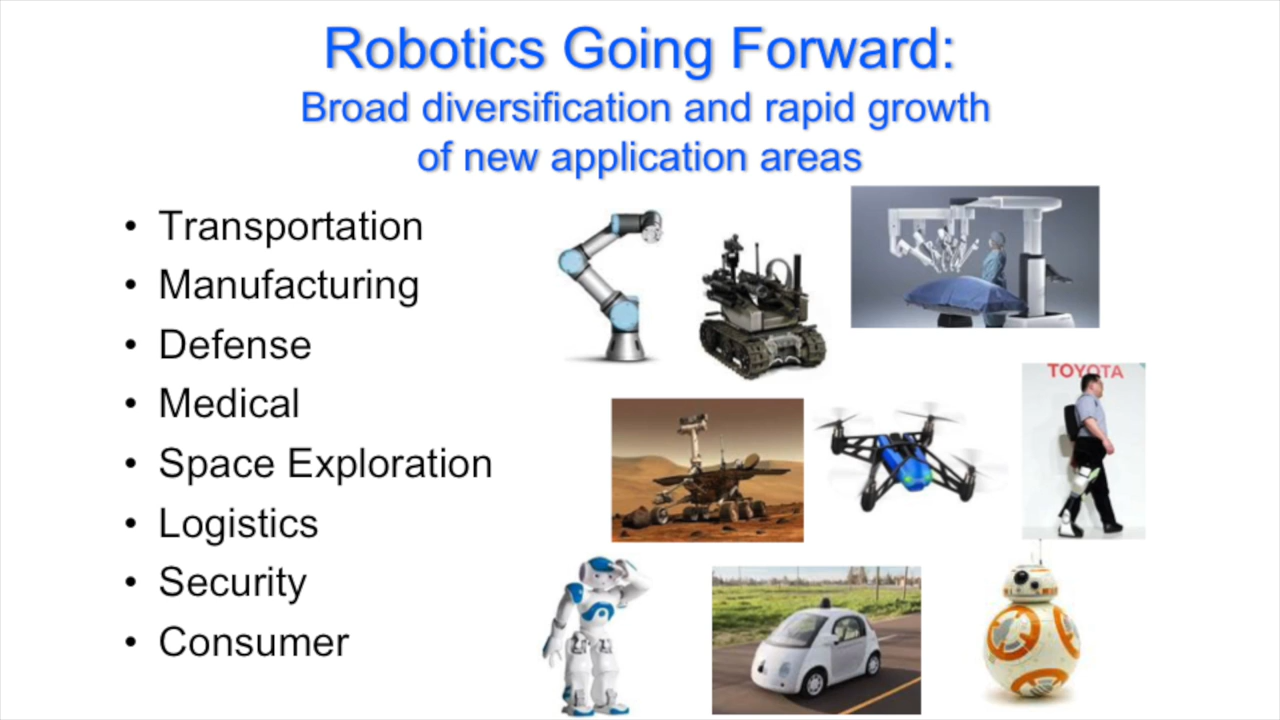 Robotics Going Forward:
Broad diversification and rapid growth
of new application areas
• Transportation
• Manufacturing
• Defense
• Medical
• Space Exploration
• Logistics
• Security
• Consumer
TOYOTA